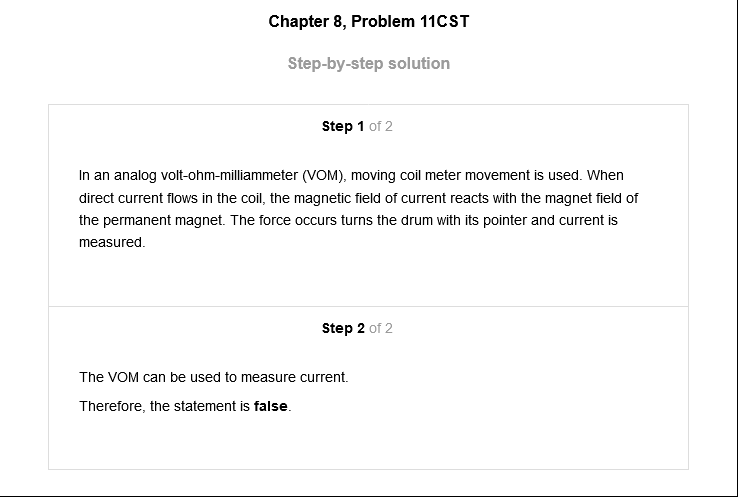 Chapter 8, Problem 11CST
Step-by-step solution
Step 1 of 2
In an analog volt-ohm-milliammeter (VOM), moving coil meter movement is used. When
direct current flows in the coil, the magnetic field of current reacts with the magnet field of
the permanent magnet. The force occurs turns the drum with its pointer and current is
measured.
Step 2 of 2
The VOM can be used to measure current.
Therefore, the statement is false.